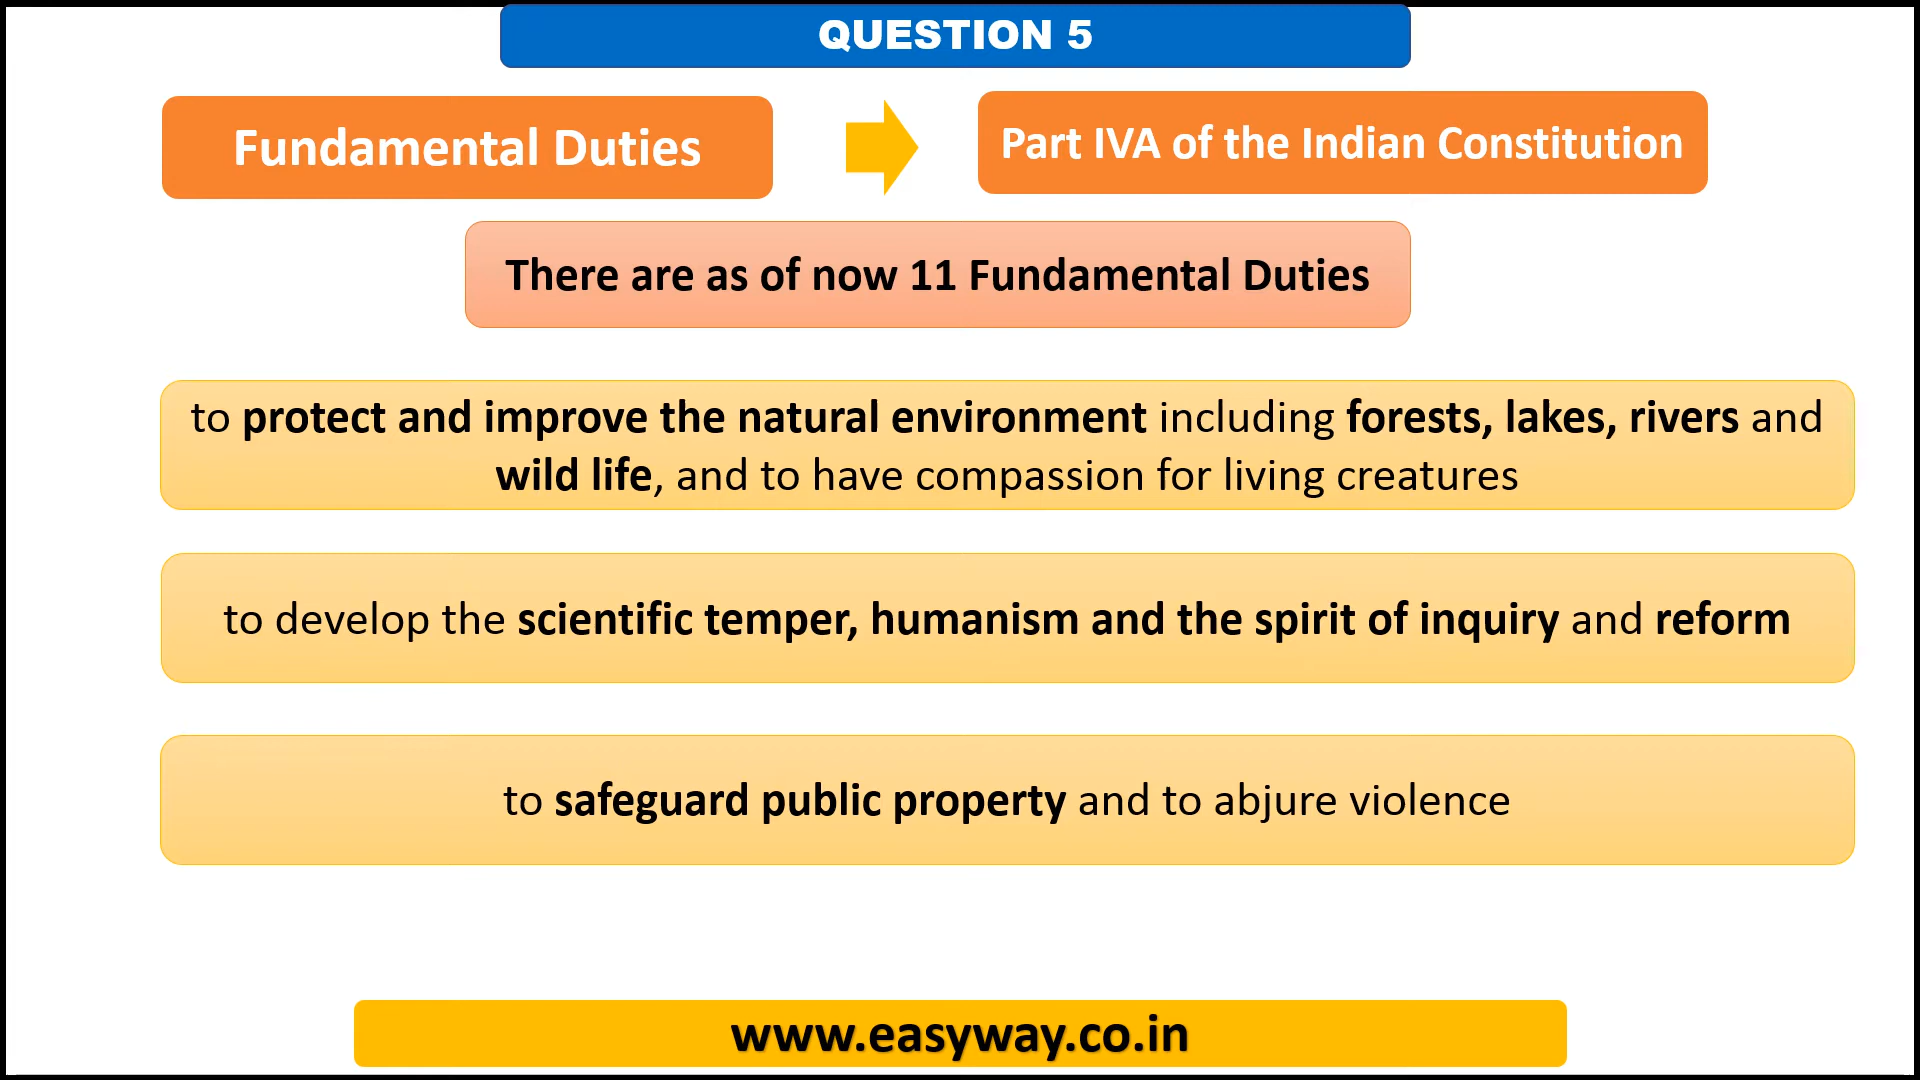 QUESTION 5
Fundamental Duties
Part IVA of the Indian Constitution
There are as of now 11 Fundamental Duties
to protect and improve the natural environment including forests, lakes, rivers and
wild life, and to have compassion for living creatures
to develop the scientific temper, humanism and the spirit of inquiry and reform
to safeguard public property and to abjure violence
www.easyway.co.in